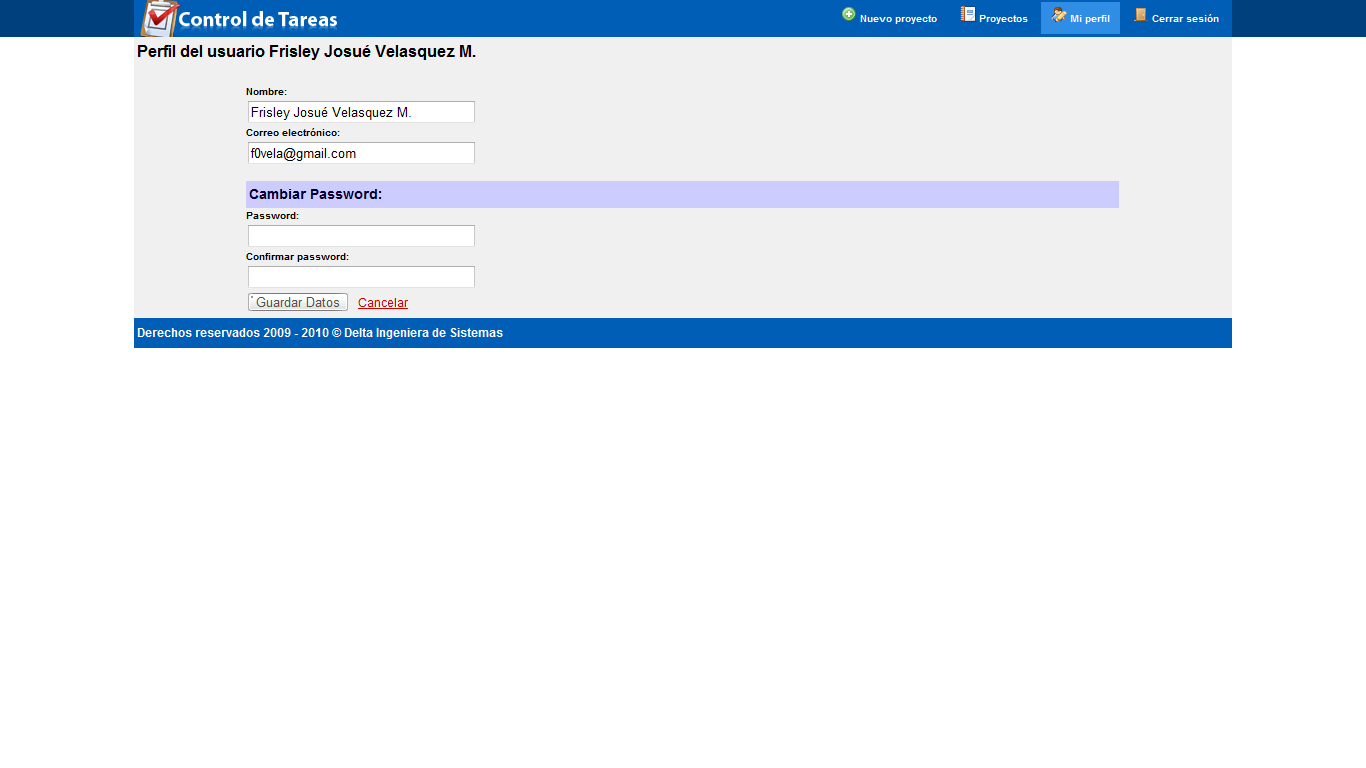 Control de Tareas
Nuevo proyecto Proyectos Mi perfil Cerrar sesión
Perfil del usuario Frisley Josué Velasquez M.
Nombre:
Frisley Josué Velasquez M.
Correo electrónico:
f0vela@gmail.com
Cambiar Password:
Password:
Confirmar password:
Guardar Datos Cancelar
Derechos reservados 2009 - 2010 © Delta Ingeniera de Sistemas